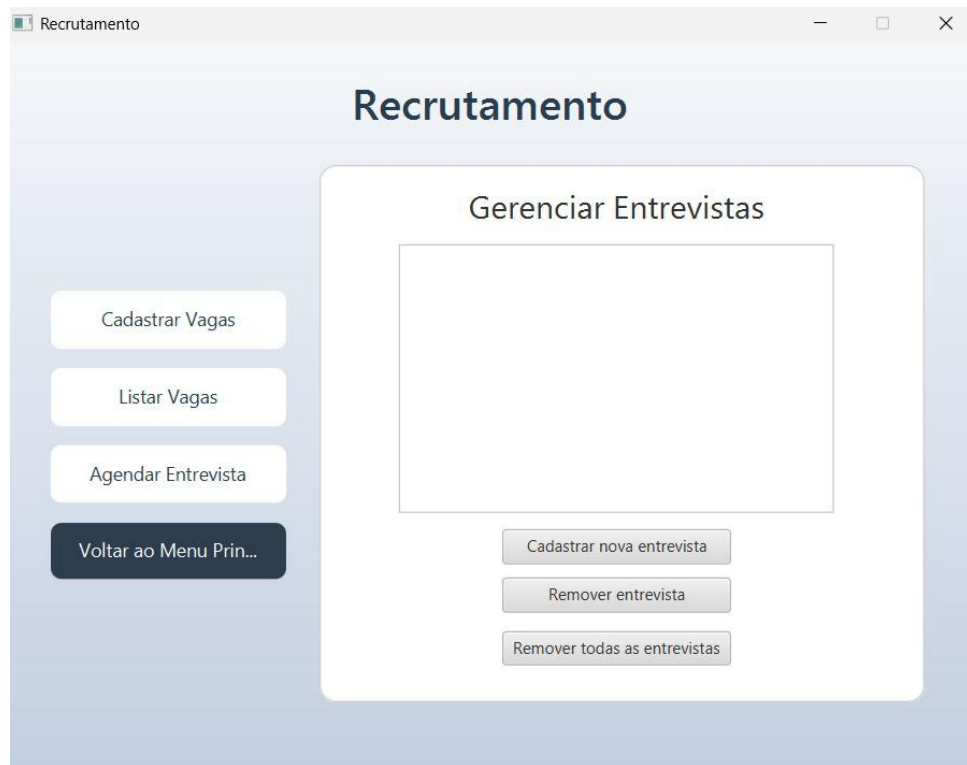 Recrutamento
Recrutamento
Gerenciar Entrevistas
Cadastrar Vagas
Listar Vagas
Agendar Entrevista
Voltar ao Menu Prin...
Cadastrar nova entrevista
Remover entrevista
Remover todas as entrevistas